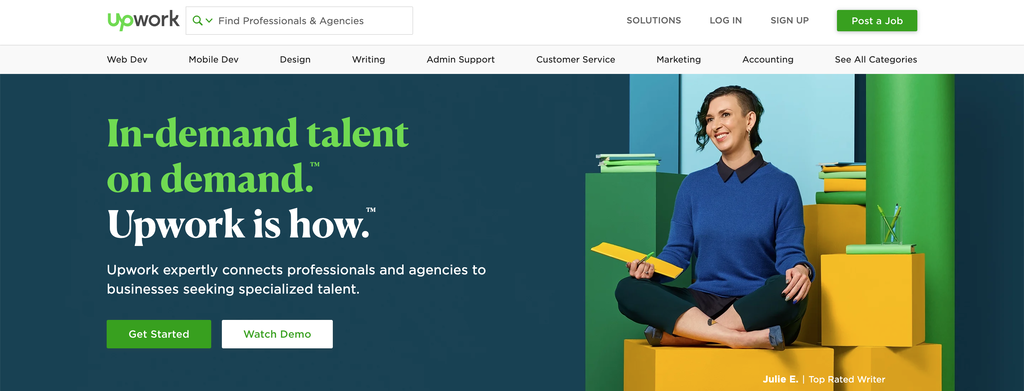 Upwork
Find Professionals & Agencies
SOLUTIONS
LOG IN
SIGN UP
Post a Job
Web Dev
Mobile Dev
Design
Writing
Admin Support
Customer Service
Marketing
Accounting
See All Categories
In-demand talent
on demand.™
Upwork is how.™
Upwork expertly connects professionals and agencies to
businesses seeking specialized talent.
Get Started
Watch Demo
Julie E. | Top Rated Writer